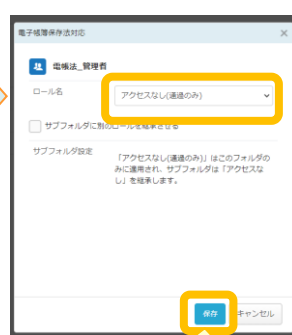 電子帳簿保存法対応
電帳法_管理者
ロール名
アクセスなし(通過のみ)
サブフォルダに別のロールを継承させる
サブフォルダ設定
「アクセスなし(通過のみ)」はこのフォルダの
みに適用され、サブフォルダは「アクセスな
し」を継承します。
保存
キャンセル